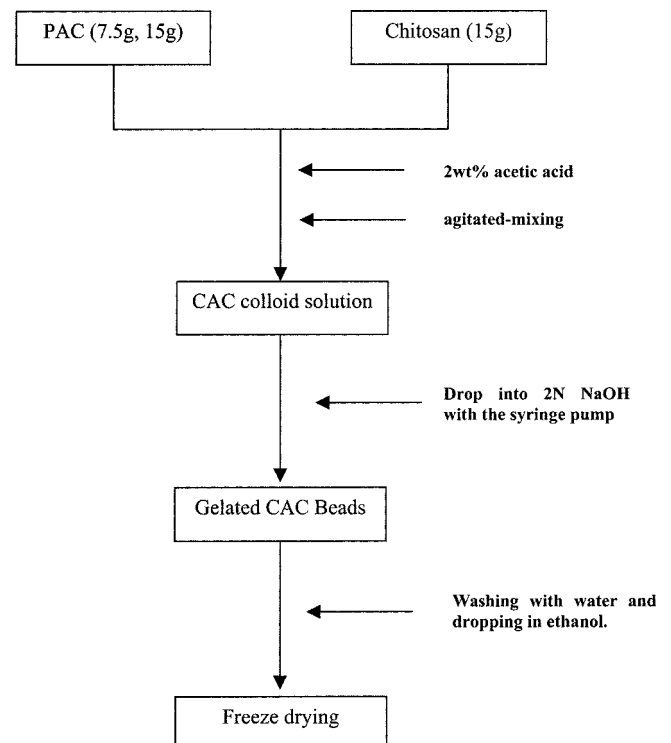 PAC (7.5g, 15g)
Chitosan (15g)
2wt% acetic acid
agitated-mixing
CAC colloid solution
Drop into 2N NaOH
with the syringe pump
Gelated CAC Beads
Washing with water and
dropping in ethanol.
Freeze drying